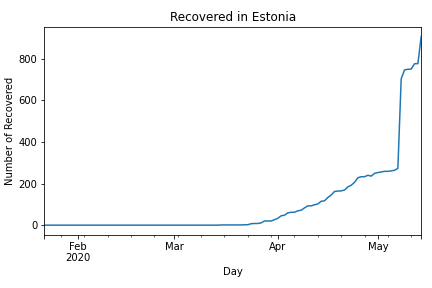 Recovered in Estonia
Number of Recovered
800
600
400
200
0
Feb
2020
Mar
Apr
May
Day